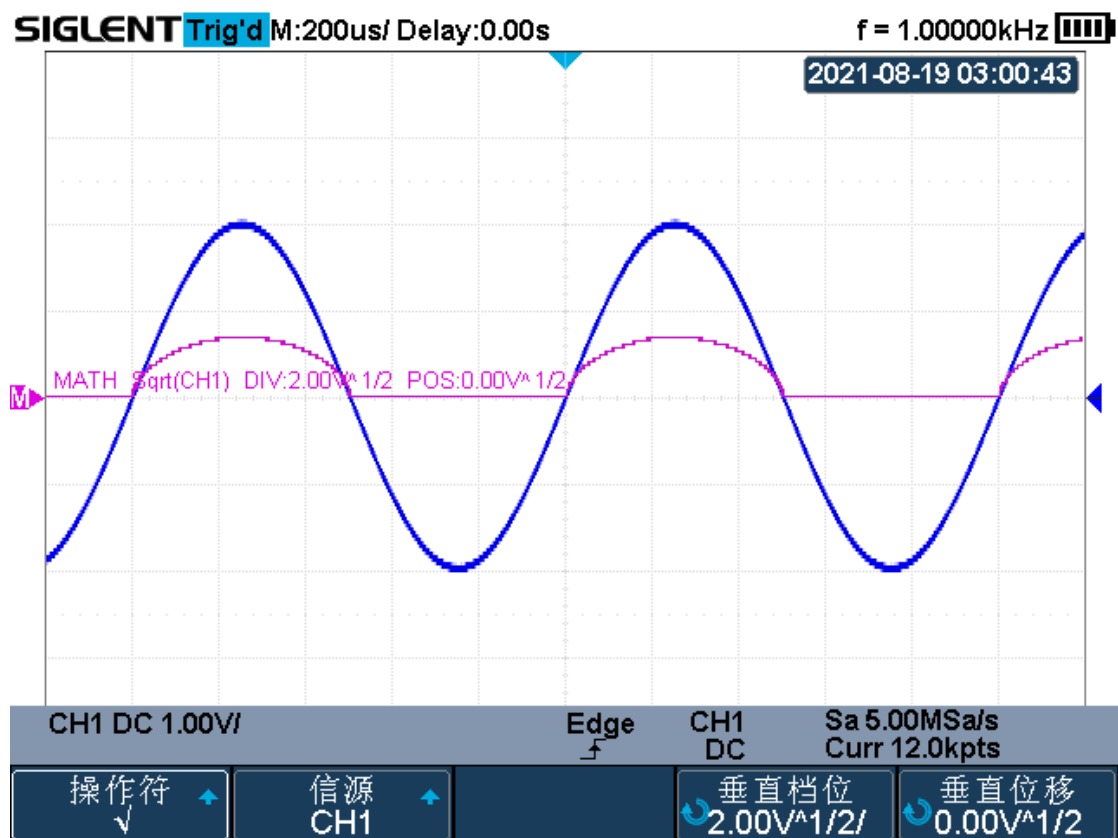 SIGLENT Trig'd M:200us/ Delay:0.00s f = 1.00000kHz
2021-08-19 03:00:43
MATH Sqrt(CH1) DIV:2.00V^1/2 POS:0.00V^1/2
M
CH1 DC 1.00V/ Edge CH1 Sa 5.00MSa/s
DC Curr 12.0kpts
操作符 信源 垂直档位 垂直位移
√ CH1 2.00V^1/2/ 0.00V^1/2